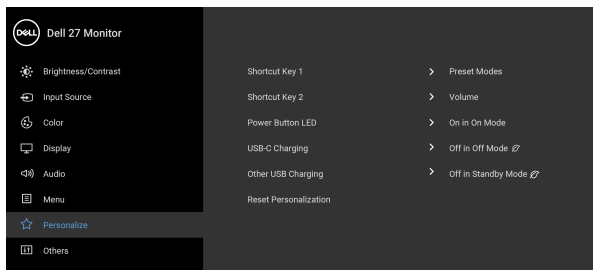 DELL
Dell 27 Monitor
Brightness/Contrast
Input Source
Color
Display
Audio
Menu
Personalize
Others
Shortcut Key 1 Preset Modes
Shortcut Key 2 Volume
Power Button LED On in On Mode
USB-C Charging Off in Off Mode
Other USB Charging Off in Standby Mode
Reset Personalization